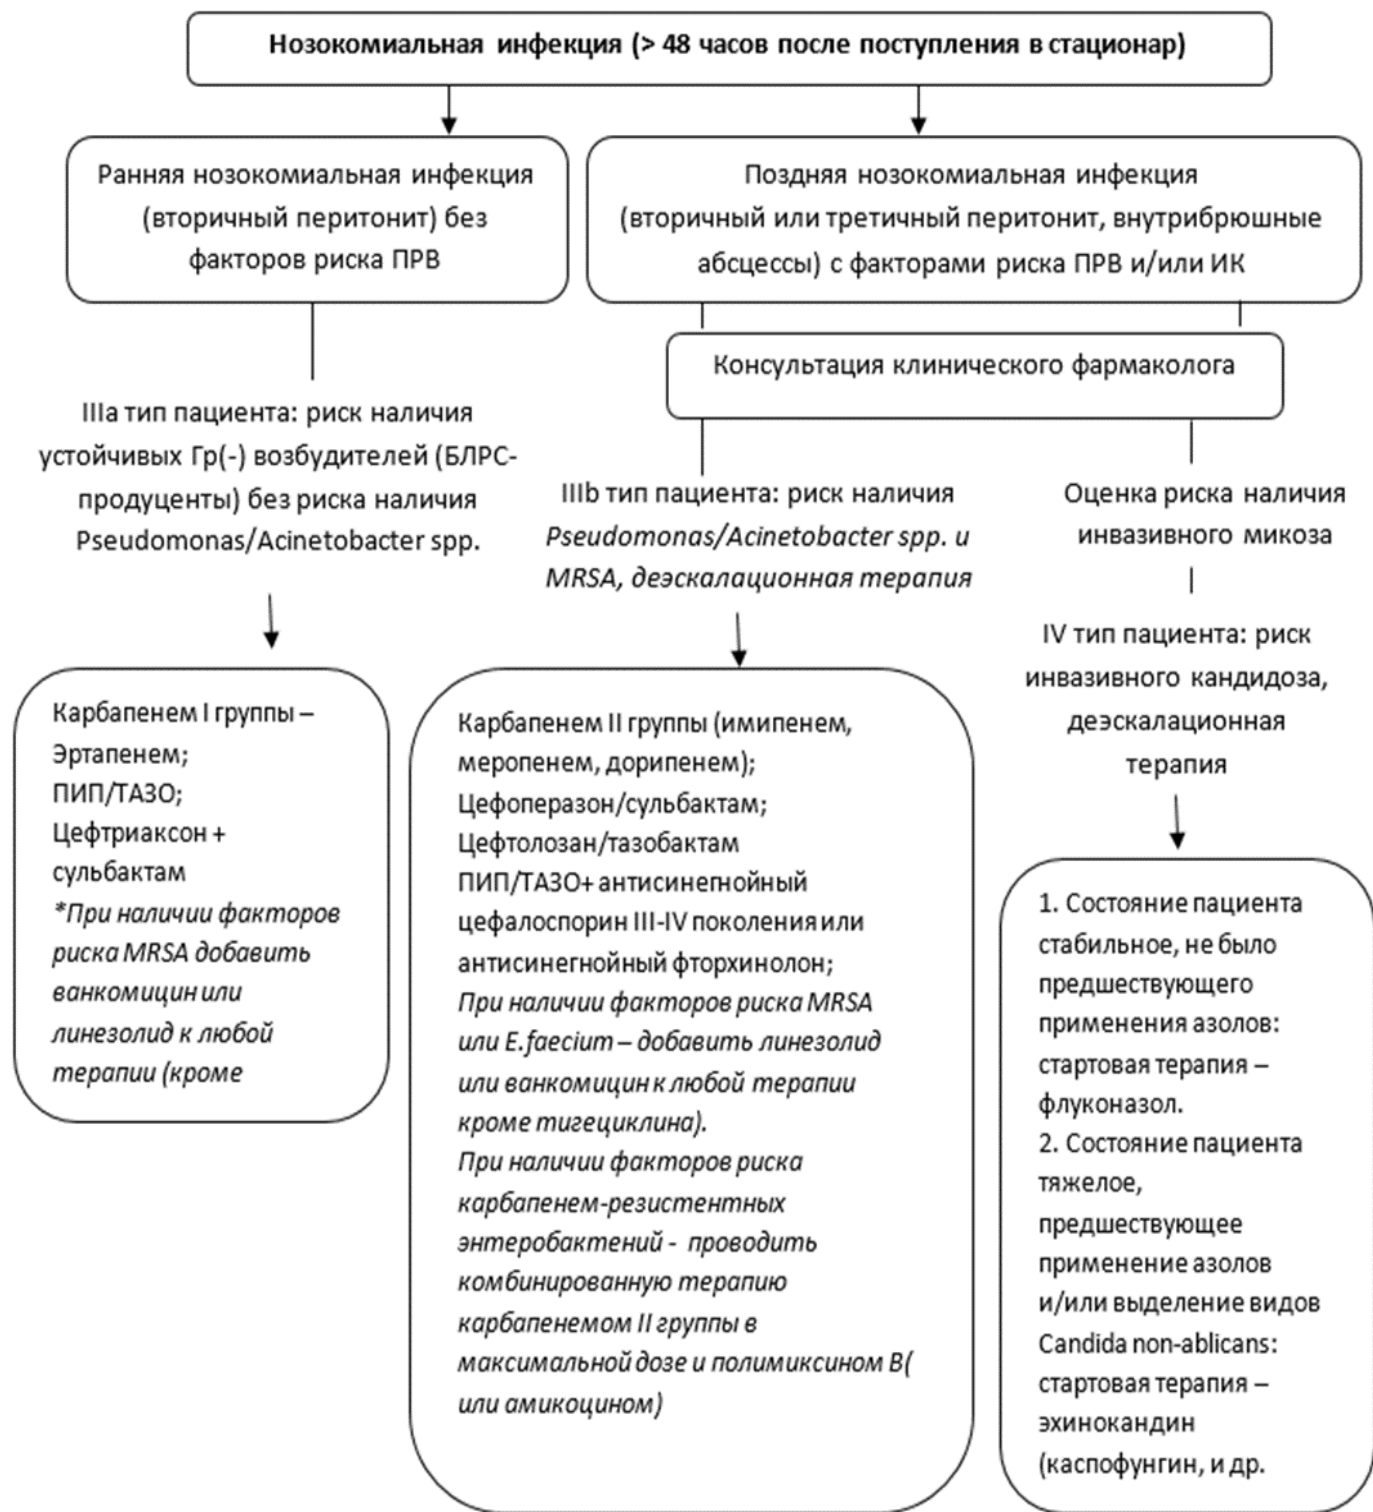 Нозокомиальная инфекция (> 48 часов после поступления в стационар)
Ранняя нозокомиальная инфекция
(вторичный перитонит) без
факторов риска ПРВ
Поздняя нозокомиальная инфекция
(вторичный или третичный перитонит, внутрибрюшные
абсцессы) с факторами риска ПРВ и/или ИК
Консультация клинического фармаколога
IIIa тип пациента: риск наличия
устойчивых Гр(-) возбудителей (БЛРС-
продуценты) без риска наличия
Pseudomonas/Acinetobacter spp.
IIIb тип пациента: риск наличия
Pseudomonas/Acinetobacter spp. и
MRSA, деэскалационная терапия
Оценка риска наличия
инвазивного микоза
IV тип пациента: риск
инвазивного кандидоза,
деэскалационная
терапия
Карбапенем I группы –
Эртапенем;
ПИП/ТАЗО;
Цефтриаксон +
сульбактам
*При наличии факторов
риска MRSA добавить
ванкомицин или
линезолид к любой
терапии (кроме
Карбапенем II группы (имипенем,
меропенем, дорипенем);
Цефоперазон/сульбактам;
Цефтолозан/тазобактам
ПИП/ТАЗО+ антисинегнойный
цефалоспорин III-IV поколения или
антисинегнойный фторхинолон;
При наличии факторов риска MRSA
или E.faecium – добавить линезолид
или ванкомицин к любой терапии
кроме тигециклина).
При наличии факторов риска
карбапенем-резистентных
энтеробактений - проводить
комбинированную терапию
карбапенемом II группы в
максимальной дозе и полимиксином В(
или амикоцином)
1. Состояние пациента
стабильное, не было
предшествующего
применения азолов:
стартовая терапия –
флуконазол.
2. Состояние пациента
тяжелое,
предшествующее
применение азолов
и/или выделение видов
Candida non-ablicans:
стартовая терапия –
эхинокандин
(каспофунгин, и др.